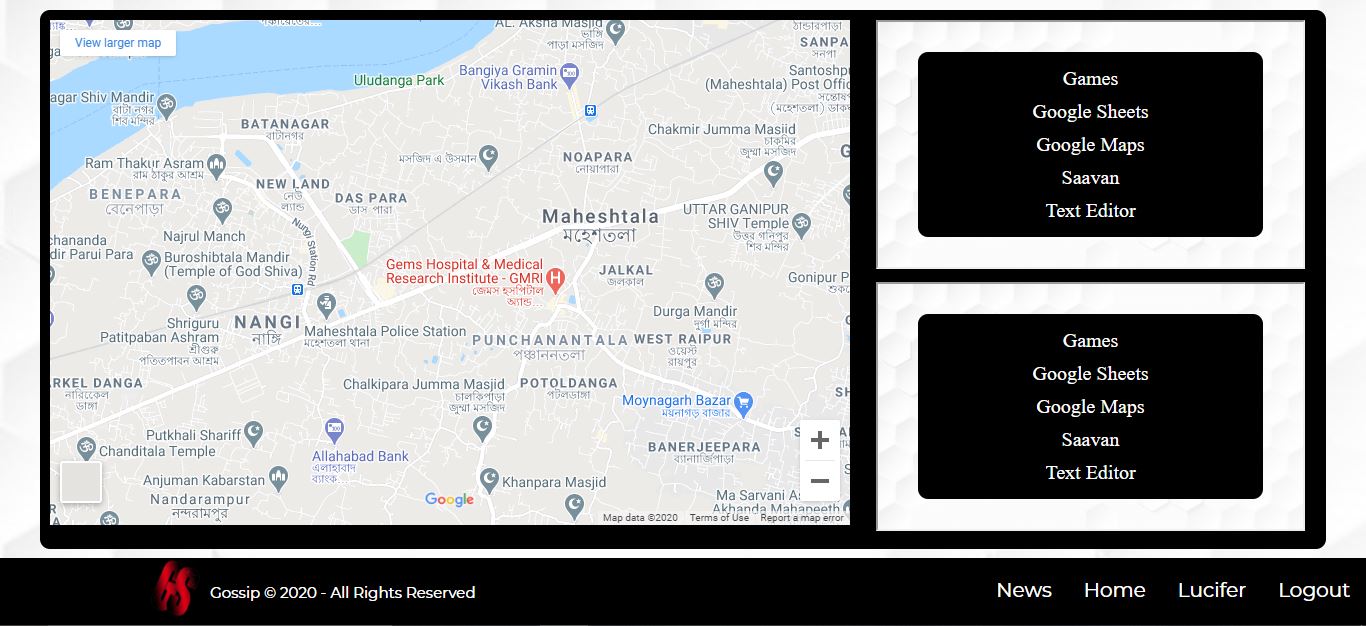 View larger map
AL. Aksha Masjid
পাড়া মসজিদ
ঠান্ডারপাড়া
SANPA
সনপা
Uludanga Park
Bangiya Gramin
Vikash Bank
Santoshpu
(Maheshtala) Post Offic
agar Shiv Mandir
বাটা নগর
শিব মন্দির
BATANAGAR
বাটানগর
Chakmir Jumma Masjid
চাকুমির
জুম্মা মসজিদ
মসজিদ এ উসমান
NOAPARA
নোয়াপারা
Ram Thakur Asram
রাম ঠাকুর আশ্রম
BENEPARA
বেনেপাড়া
NEW LAND
নেউ
ল্যান্ড
DAS PARA
ডাস পারা
Maheshtala
মহেশতলা
UTTAR GANIPUR
SHIV Temple
উত্তর গনিপুর
শিব মন্দির
Nungi Station Rd
Najrul Manch
chananda
dir Parui Para
Buroshibtola Mandir
(Temple of God Shiva)
Gems Hospital & Medical
Research Institute - GMRI
জেমস হসপিটাল
অ্যান্ড...
JALKAL
জলকাল
Gonipur P
Durga Mandir
দুর্গা মন্দির
Shriguru
Patitpaban Ashram
শ্রীগুরু
পতিতপাবন আশ্রম
NANGI
নাঙ্গি
Maheshtala Police Station
মহেশতলা থানা
PUNCHANANTALA
পঞ্চাননতলা
WEST RAIPUR
ওয়েস্ট
রায়পুর
ARKEL DANGA
নারিকেল
ডাঙ্গা
Chalkipara Jumma Masjid
চালকিপাড়া
জুম্মা মসজিদ
POTOLDANGA
পটলডাঙ্গা
Moynagarh Bazar
ময়নাগড় বাজার
Putkhali Shariff
Chanditala Temple
Allahabad Bank
এলাহাবাদ
ব্যাংক...
BANERJEEPARA
ব্যানার্জিপাড়া
Anjuman Kabarstan
Nandarampur
নন্দরামপুর
Khanpara Masjid
Ma Sarvani As
Akhanda Mahapeeth
Google
Map data ©2020 Terms of Use Report a map error
Games
Google Sheets
Google Maps
Saavan
Text Editor
Games
Google Sheets
Google Maps
Saavan
Text Editor
Gossip © 2020 - All Rights Reserved
News Home Lucifer Logout